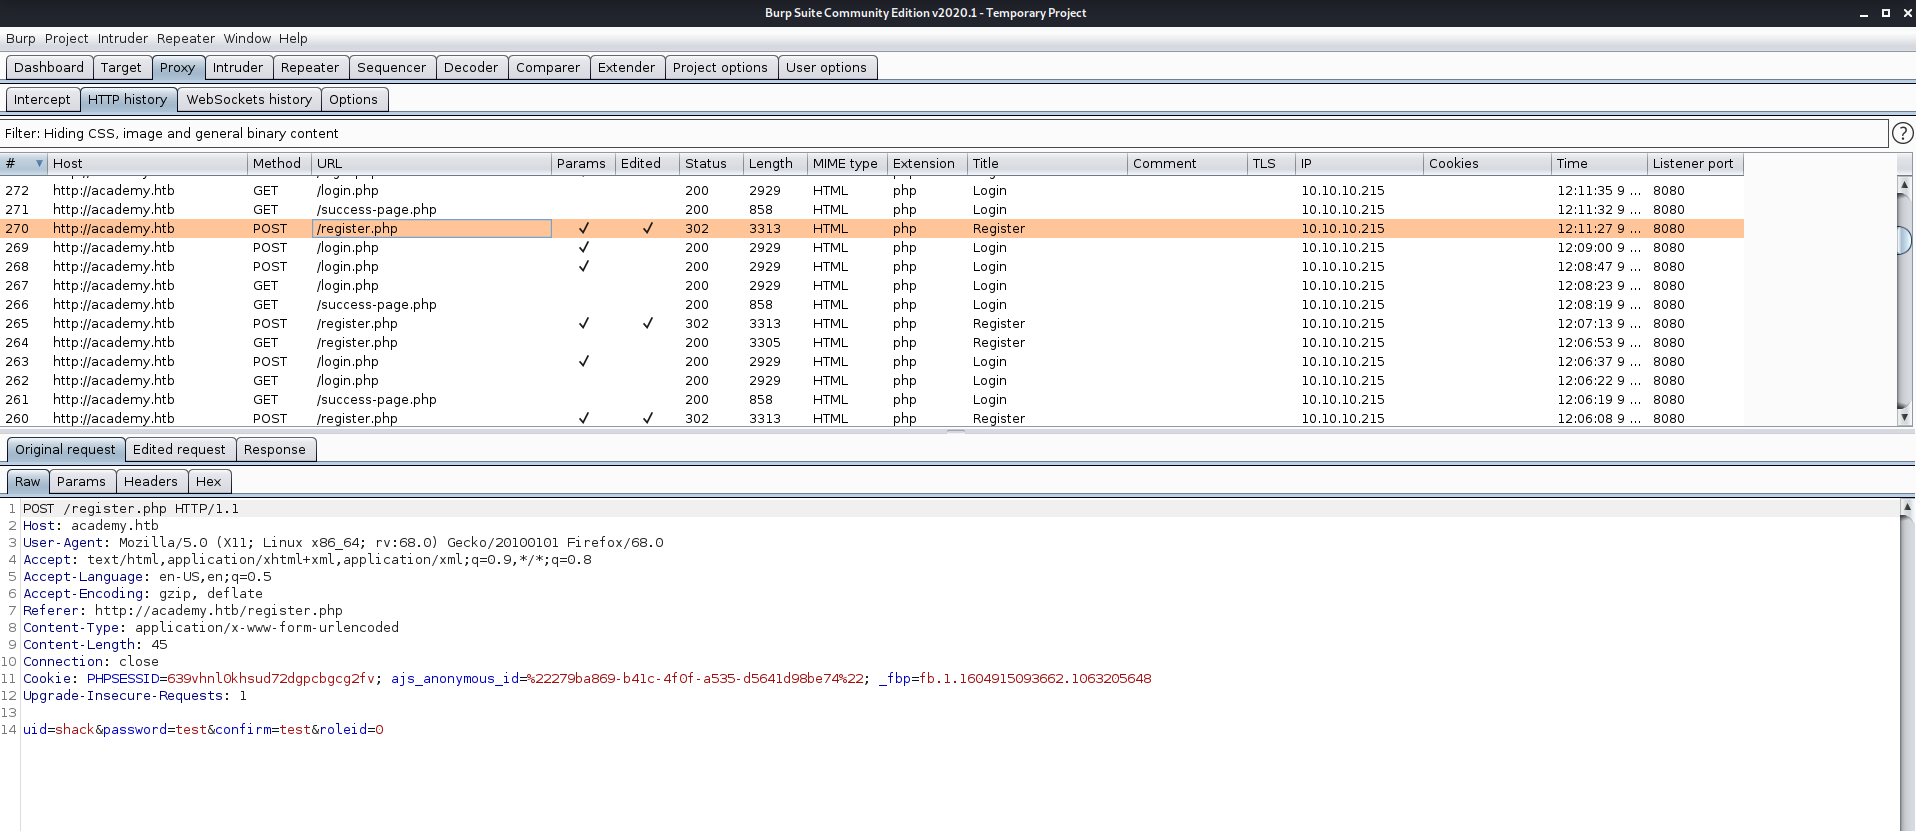 Burp Suite Community Edition v2020.1 - Temporary Project
Burp Project Intruder Repeater Window Help
Dashboard Target Proxy Intruder Repeater Sequencer Decoder Comparer Extender Project options User options
Intercept HTTP history WebSockets history Options
Filter: Hiding CSS, image and general binary content ?
# Host Method URL Params Edited Status Length MIME type Extension Title Comment TLS IP Cookies Time Listener port
272 http://academy.htb GET /login.php 200 2929 HTML php Login 10.10.10.215 12:11:35 9 ... 8080
271 http://academy.htb GET /success-page.php 200 858 HTML php Login 10.10.10.215 12:11:32 9 ... 8080
270 http://academy.htb POST /register.php ✓ ✓ 302 3313 HTML php Register 10.10.10.215 12:11:27 9 ... 8080
269 http://academy.htb POST /login.php ✓ 200 2929 HTML php Login 10.10.10.215 12:09:00 9 ... 8080
268 http://academy.htb POST /login.php ✓ 200 2929 HTML php Login 10.10.10.215 12:08:47 9 ... 8080
267 http://academy.htb GET /login.php 200 2929 HTML php Login 10.10.10.215 12:08:23 9 ... 8080
266 http://academy.htb GET /success-page.php 200 858 HTML php Login 10.10.10.215 12:08:19 9 ... 8080
265 http://academy.htb POST /register.php ✓ ✓ 302 3313 HTML php Register 10.10.10.215 12:07:13 9 ... 8080
264 http://academy.htb GET /register.php 200 3305 HTML php Register 10.10.10.215 12:06:53 9 ... 8080
263 http://academy.htb POST /login.php ✓ 200 2929 HTML php Login 10.10.10.215 12:06:37 9 ... 8080
262 http://academy.htb GET /login.php 200 2929 HTML php Login 10.10.10.215 12:06:22 9 ... 8080
261 http://academy.htb GET /success-page.php 200 858 HTML php Login 10.10.10.215 12:06:19 9 ... 8080
260 http://academy.htb POST /register.php ✓ ✓ 302 3313 HTML php Register 10.10.10.215 12:06:08 9 ... 8080
Original request Edited request Response
Raw Params Headers Hex
1 POST /register.php HTTP/1.1
2 Host: academy.htb
3 User-Agent: Mozilla/5.0 (X11; Linux x86_64; rv:68.0) Gecko/20100101 Firefox/68.0
4 Accept: text/html,application/xhtml+xml,application/xml;q=0.9,*/*;q=0.8
5 Accept-Language: en-US,en;q=0.5
6 Accept-Encoding: gzip, deflate
7 Referer: http://academy.htb/register.php
8 Content-Type: application/x-www-form-urlencoded
9 Content-Length: 45
10 Connection: close
11 Cookie: PHPSESSID=639vhnl0khsud72dgpcbgcg2fv; ajs_anonymous_id=%22279ba869-b41c-4f0f-a535-d5641d98be74%22; _fbp=fb.1.1604915093662.1063205648
12 Upgrade-Insecure-Requests: 1
13
14 uid=shack&password=test&confirm=test&roleid=0